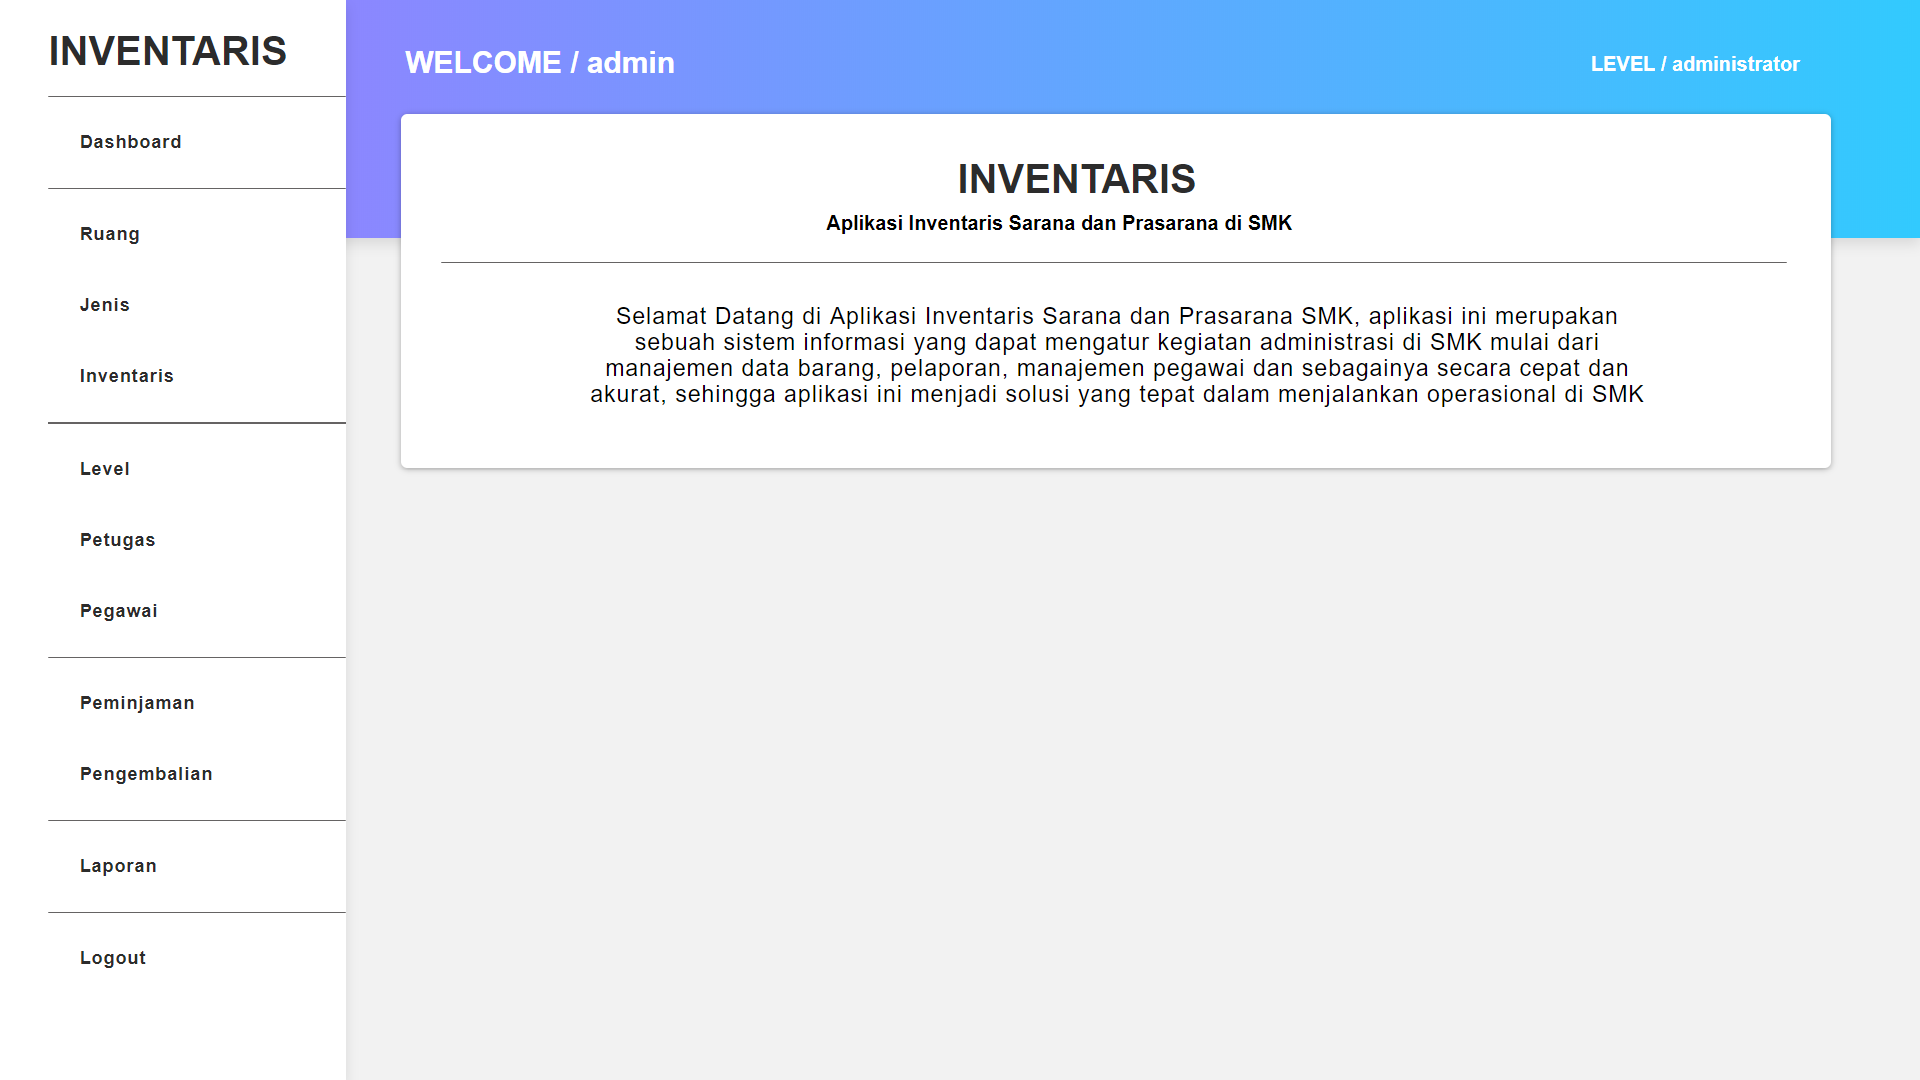 INVENTARIS
Dashboard
Ruang
Jenis
Inventaris
Level
Petugas
Pegawai
Peminjaman
Pengembalian
Laporan
Logout
WELCOME / admin
LEVEL / administrator
INVENTARIS
Aplikasi Inventaris Sarana dan Prasarana di SMK
Selamat Datang di Aplikasi Inventaris Sarana dan Prasarana SMK, aplikasi ini merupakan
sebuah sistem informasi yang dapat mengatur kegiatan administrasi di SMK mulai dari
manajemen data barang, pelaporan, manajemen pegawai dan sebagainya secara cepat dan
akurat, sehingga aplikasi ini menjadi solusi yang tepat dalam menjalankan operasional di SMK